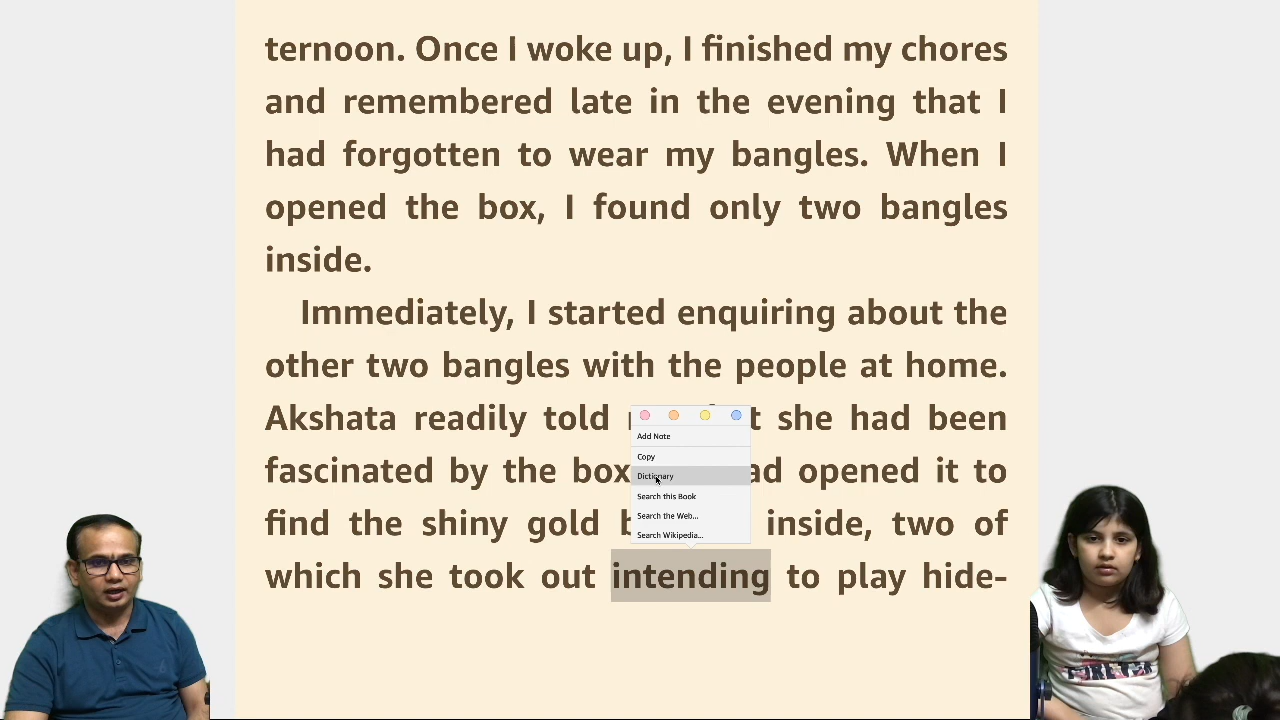 ternoon. Once I woke up, I finished my chores
and remembered late in the evening that I
had forgotten to wear my bangles. When I
opened the box, I found only two bangles
inside.
Immediately, I started enquiring about the
other two bangles with the people at home.
Akshata readily told she had been
fascinated by the box opened it to
find the shiny gold inside, two of
which she took out intending to play hide-
Add Note
Copy
Dictionary
Search this Book
Search the Web...
Search Wikipedia...